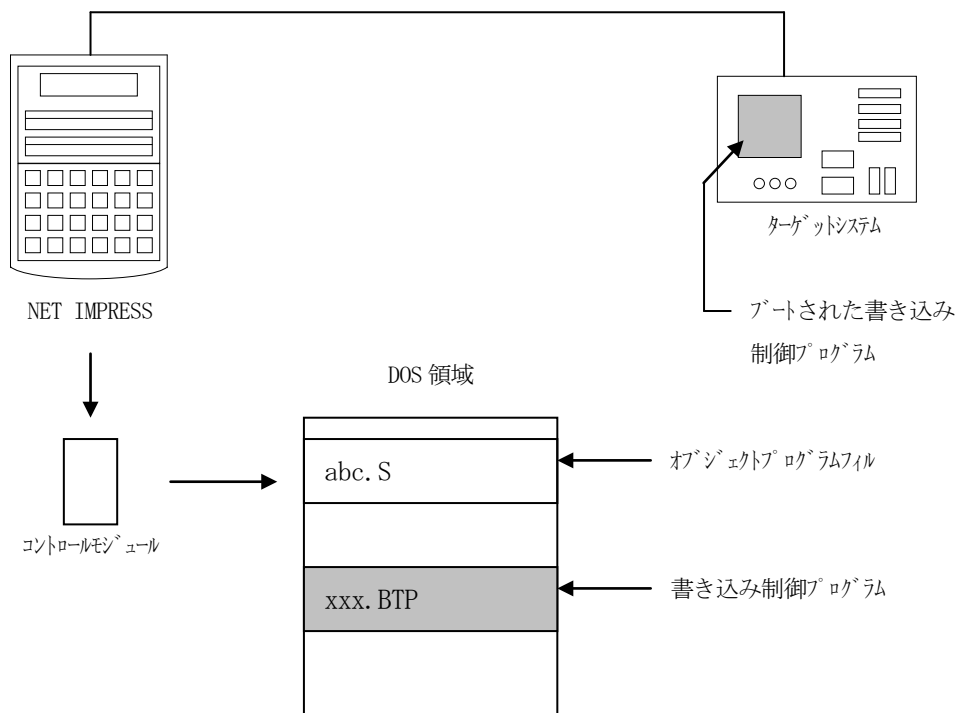 NET IMPRESS
ﾀｰｹﾞｯﾄｼｽﾃﾑ
ﾌﾞｰﾄされた書き込み
制御ﾌﾟﾛｸﾞﾗﾑ
DOS 領域
abc.S
ｵﾌﾞｼﾞｪｸﾄﾌﾟﾛｸﾞﾗﾑﾌｨﾙ
ｺﾝﾄﾛｰﾙﾓｼﾞｭｰﾙ
xxx.BTP
書き込み制御ﾌﾟﾛｸﾞﾗﾑ